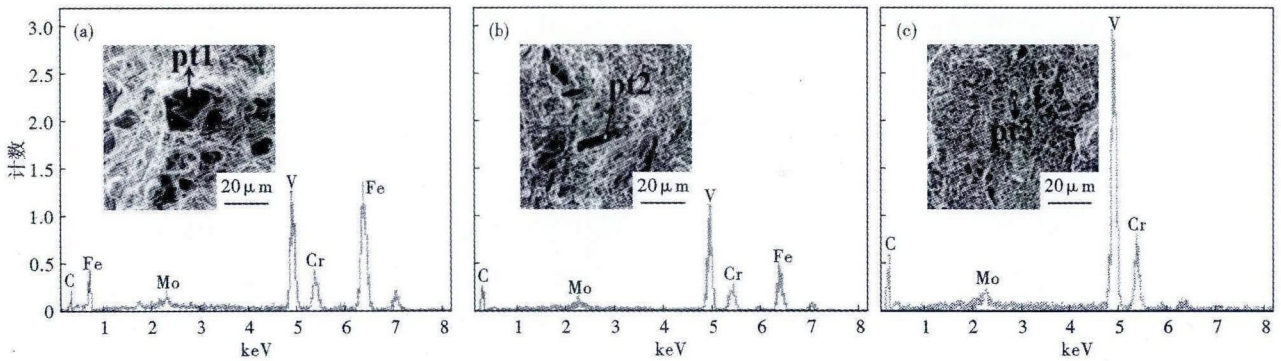 计数
3.0
2.5
2.0
1.5
1.0
0.5
0
(a)
pt1
20μm
C
Fe
Mo
V
Cr
Fe
1 2 3 4 5 6 7 8
keV
(b)
pt2
20μm
C
Mo
V
Cr
Fe
1 2 3 4 5 6 7 8
keV
(c)
pt3
20μm
C
Mo
V
Cr
1 2 3 4 5 6 7 8
keV